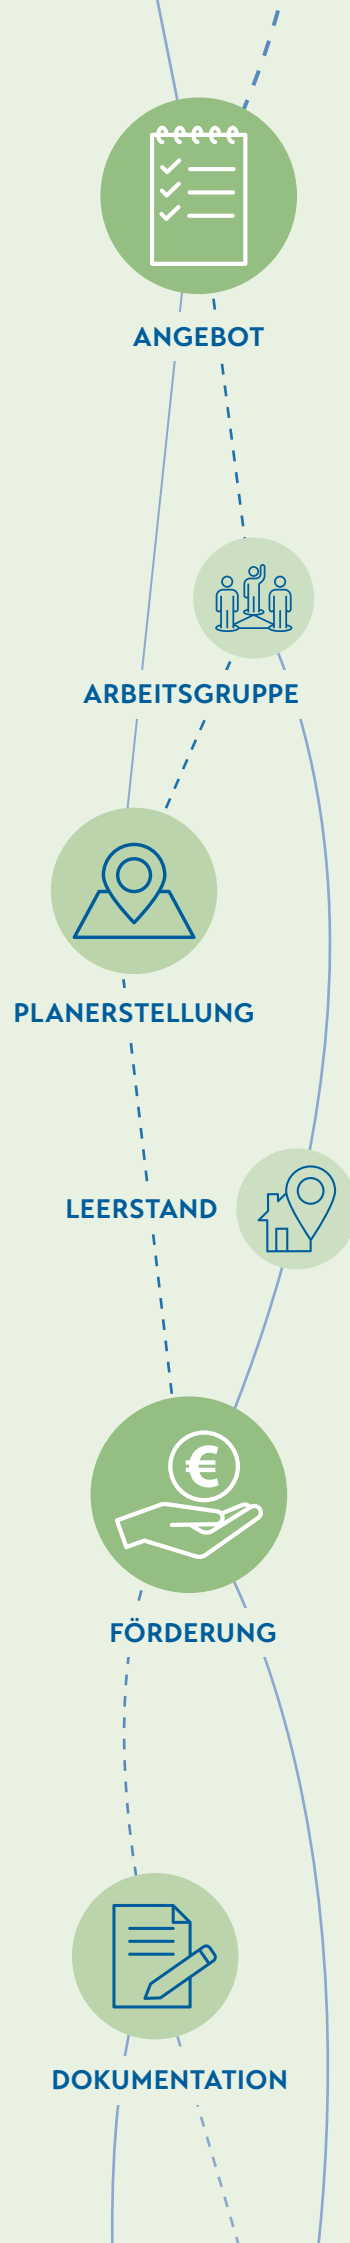 ANGEBOT
ARBEITSGRUPPE
PLANERSTELLUNG
LEERSTAND
€
FÖRDERUNG
DOKUMENTATION